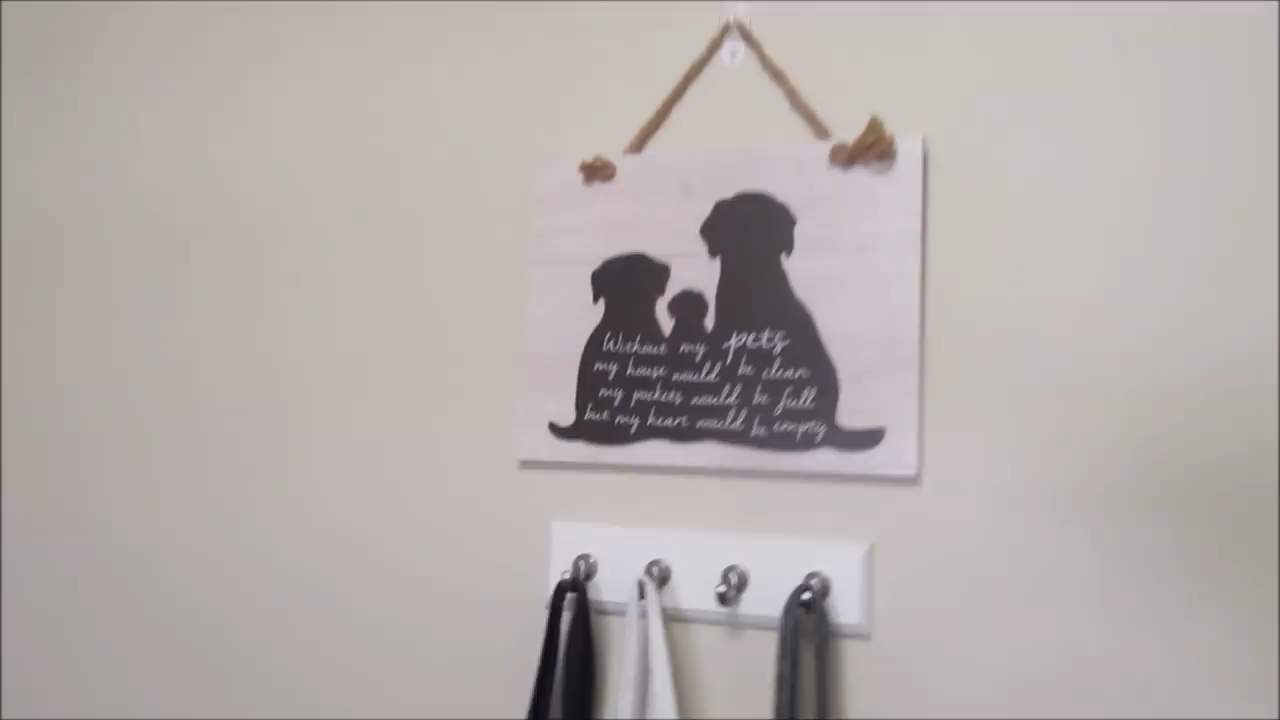 Without my pets
my house would be clean
my pockets would be full
but my heart would be empty